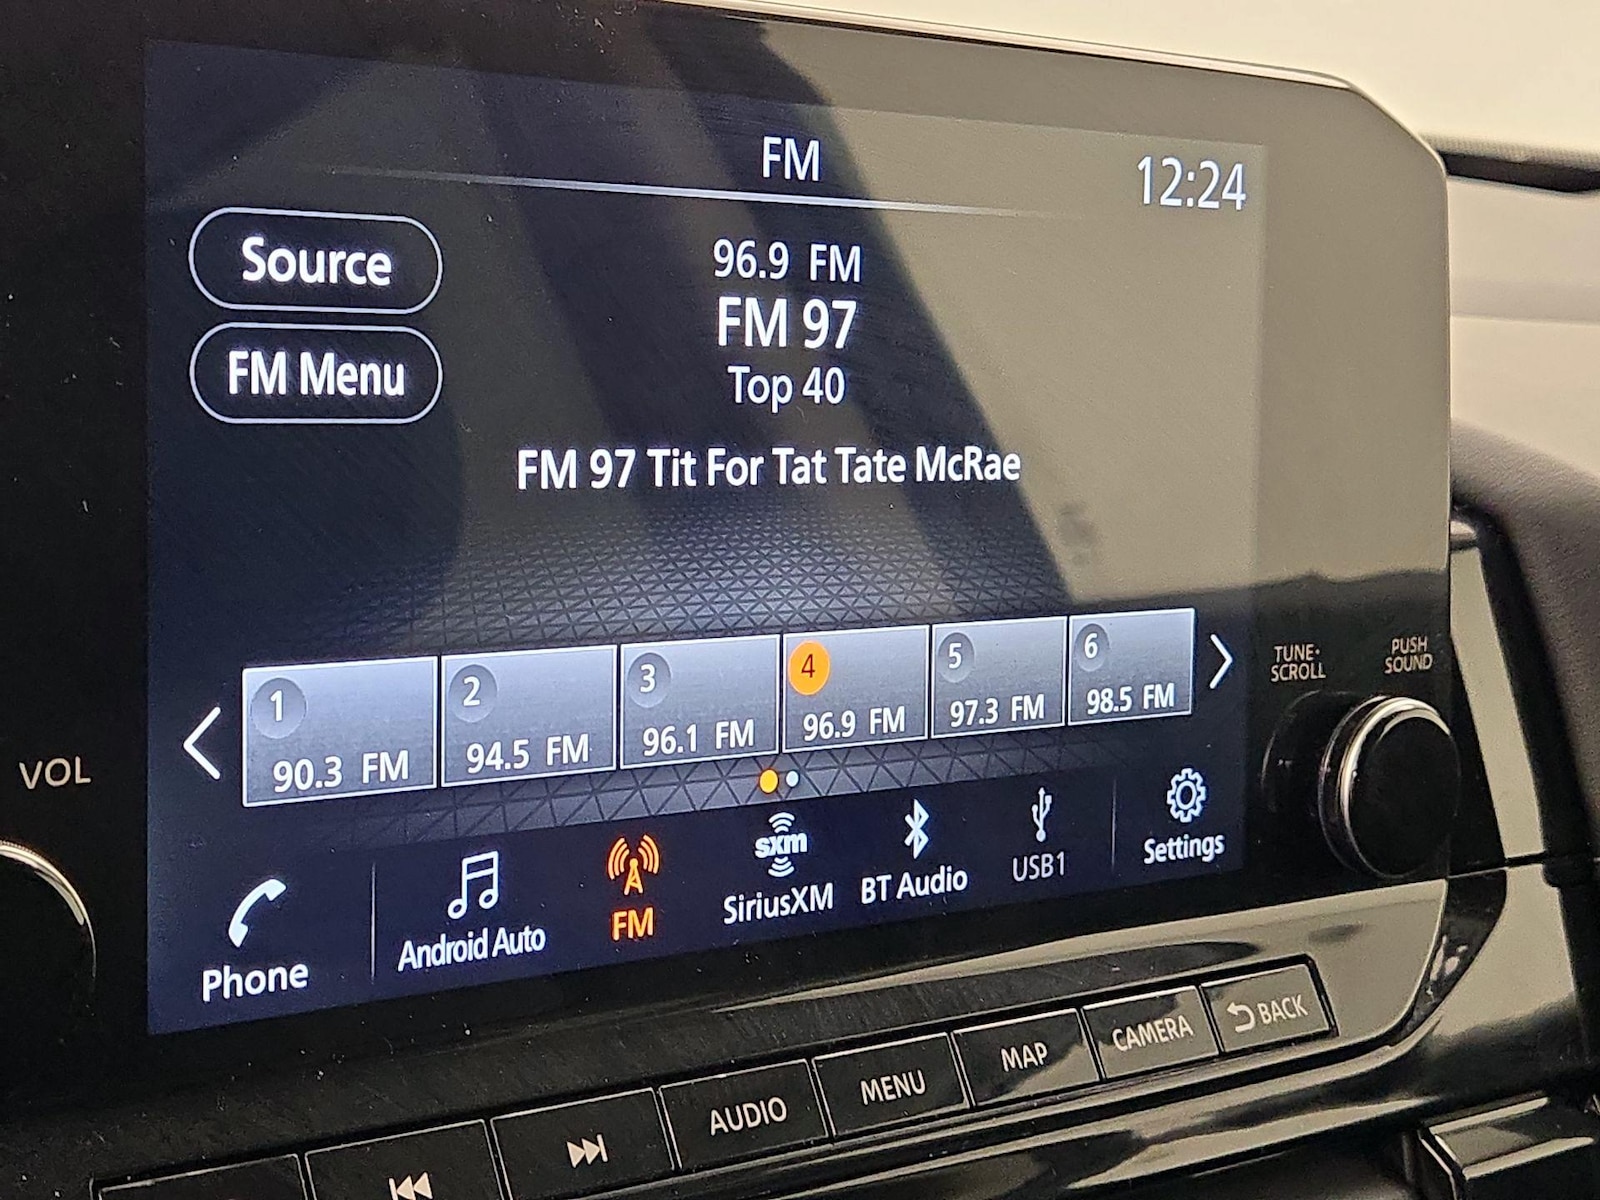 FM
12:24
Source
FM Menu
96.9 FM
FM 97
Top 40
FM 97 Tit For Tat Tate McRae
1
90.3 FM
2
94.5 FM
3
96.1 FM
4
96.9 FM
5
97.3 FM
6
98.5 FM
TUNE•
SCROLL
PUSH
SOUND
VOL
Phone
Android Auto
FM
sxm
SiriusXM
BT Audio
USB1
Settings
AUDIO
MENU
MAP
CAMERA
BACK